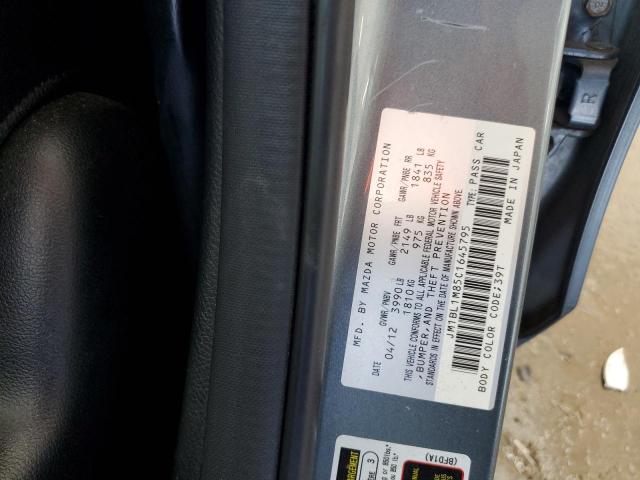 MFD. BY MAZDA MOTOR CORPORATION
DATE GVWR/PNBV GAWR/PNBE FRT GAWR/PNBE RR
04/12 3990 LB 2149 LB 1841 LB
1810 KG 975 KG 835 KG
THIS VEHICLE CONFORMS TO ALL APPLICABLE FEDERAL MOTOR VEHICLE SAFETY
,BUMPER,AND THEFT PREVENTION
STANDARDS IN EFFECT ON THE DATE OF MANUFACTURE SHOWN ABOVE.
JM1BL1M85C1645795 TYPE: PASS CAR
BODY COLOR CODE;39T MADE IN JAPAN
(BFD1A)
R
3